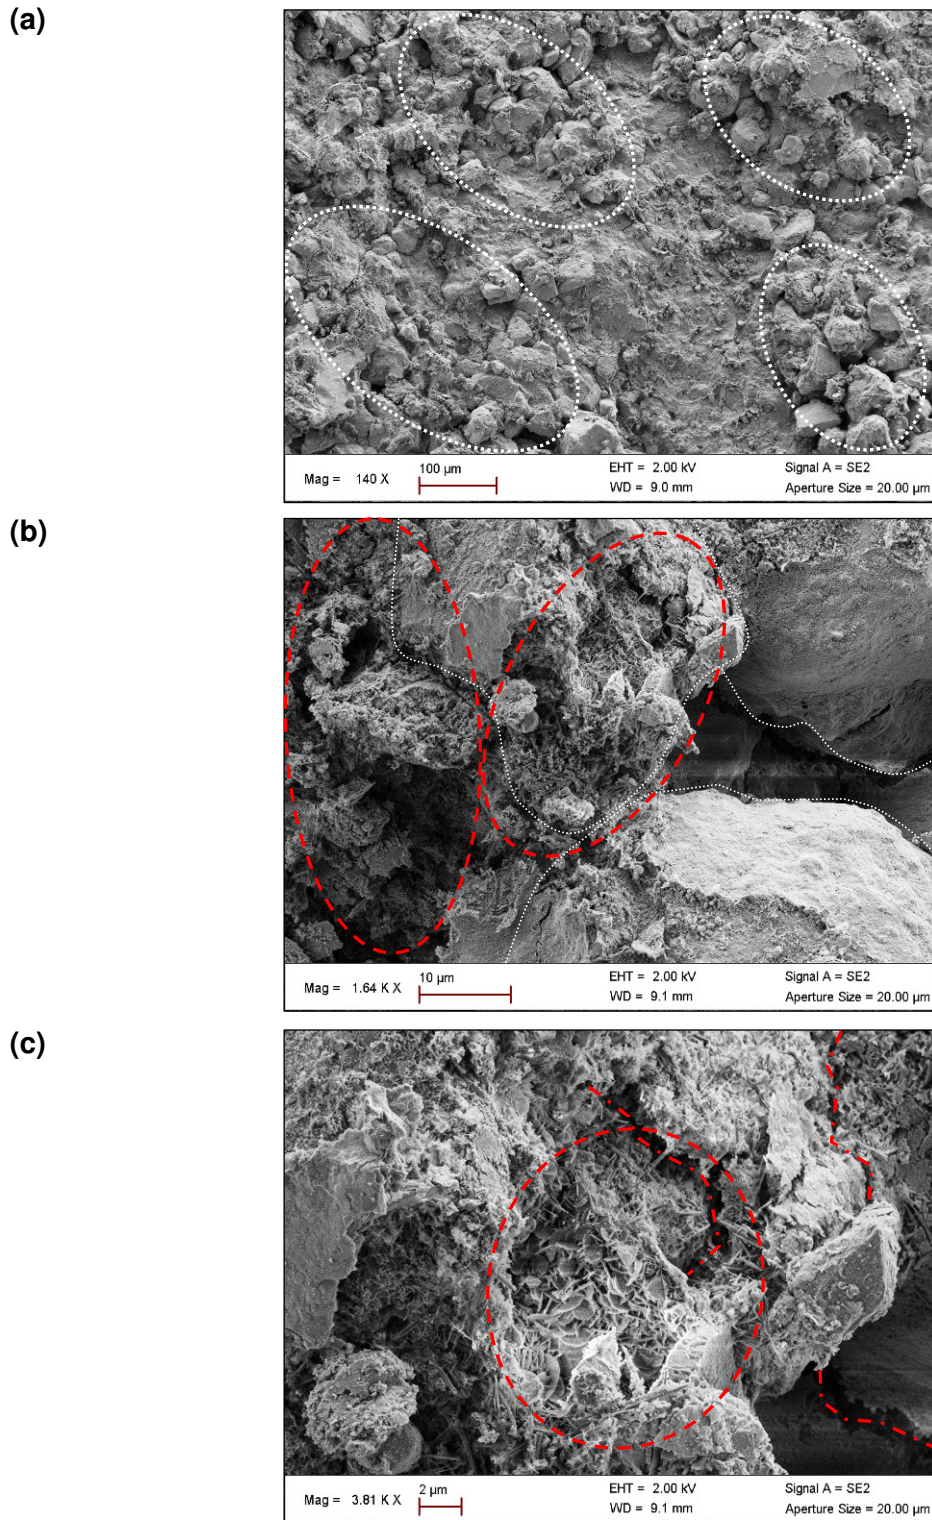 (a)
Mag = 140 X 100 µm EHT = 2.00 kV Signal A = SE2
WD = 9.0 mm Aperture Size = 20.00 µm
(b)
Mag = 1.64 K X 10 µm EHT = 2.00 kV Signal A = SE2
WD = 9.1 mm Aperture Size = 20.00 µm
(c)
Mag = 3.81 K X 2 µm EHT = 2.00 kV Signal A = SE2
WD = 9.1 mm Aperture Size = 20.00 µm